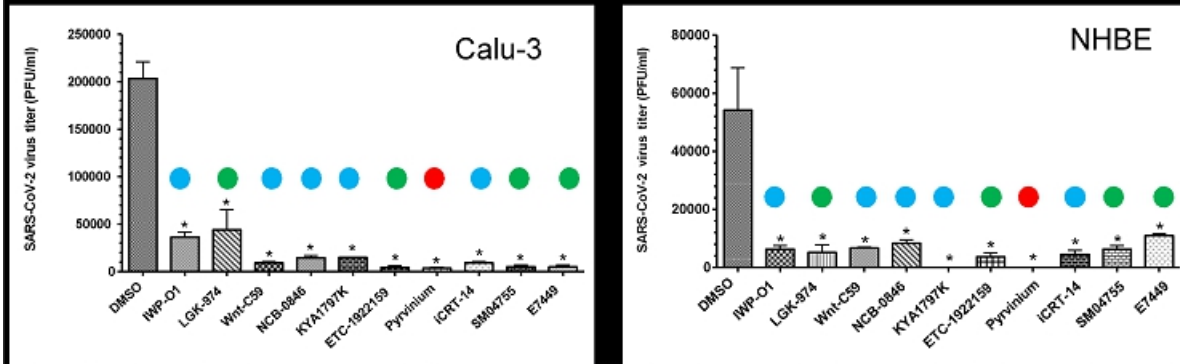 Calu-3
SARS-CoV-2 virus titer (PFU/ml)
250000
200000
150000
100000
50000
0
* * * * * * * * * *
DMSO
IWP-O1
LGK-974
Wnt-C59
NCB-0846
KYA1797K
ETC-1922159
Pyrvinium
iCRT-14
SM04755
E7449
NHBE
SARS-CoV-2 virus titer (PFU/ml)
80000
60000
40000
20000
0
* * * * * * * * * *
DMSO
IWP-O1
LGK-974
Wnt-C59
NCB-0846
KYA1797K
ETC-1922159
Pyrvinium
iCRT-14
SM04755
E7449